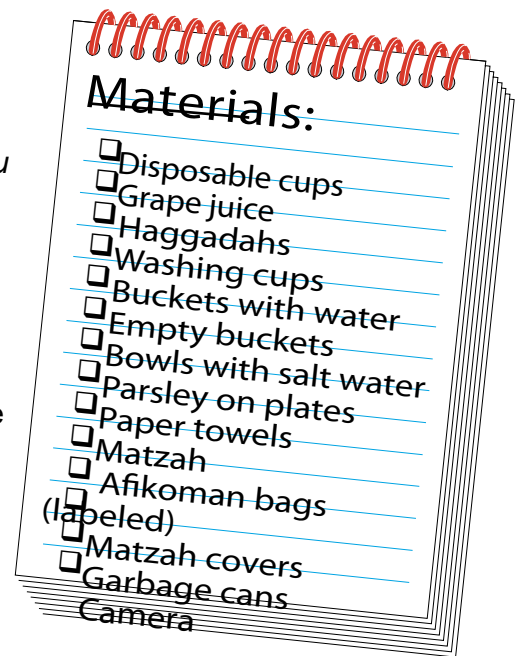 u
e
Materials:
❏
Disposable cups
❏
Grape juice
❏
Haggadahs
❏
Washing cups
❏
Buckets with water
❏
Empty buckets
❏
Bowls with salt water
❏
Parsley on plates
❏
Paper towels
❏
Matzah
❏
Afikoman bags
❏
(labeled)
❏
Matzah covers
❏
Garbage cans
Camera